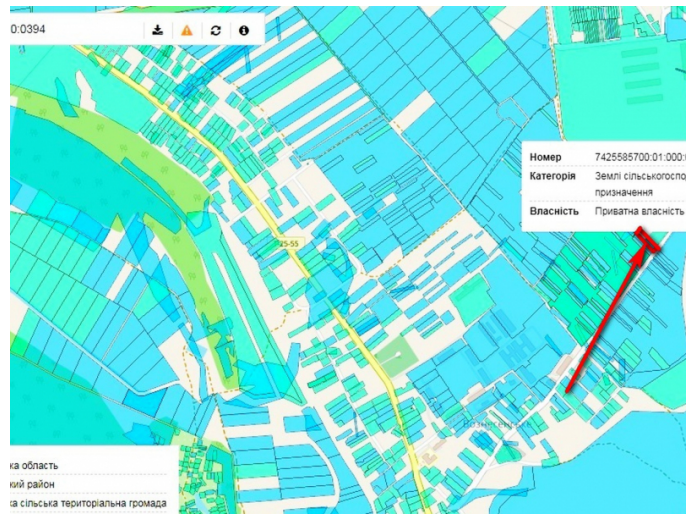 0:0394
Номер 7425585700:01:000:
Категорія Землі сільськогоспо
призначення
Власність Приватна власність
25-55
ка область
кий район
ка сільська територіальна громада